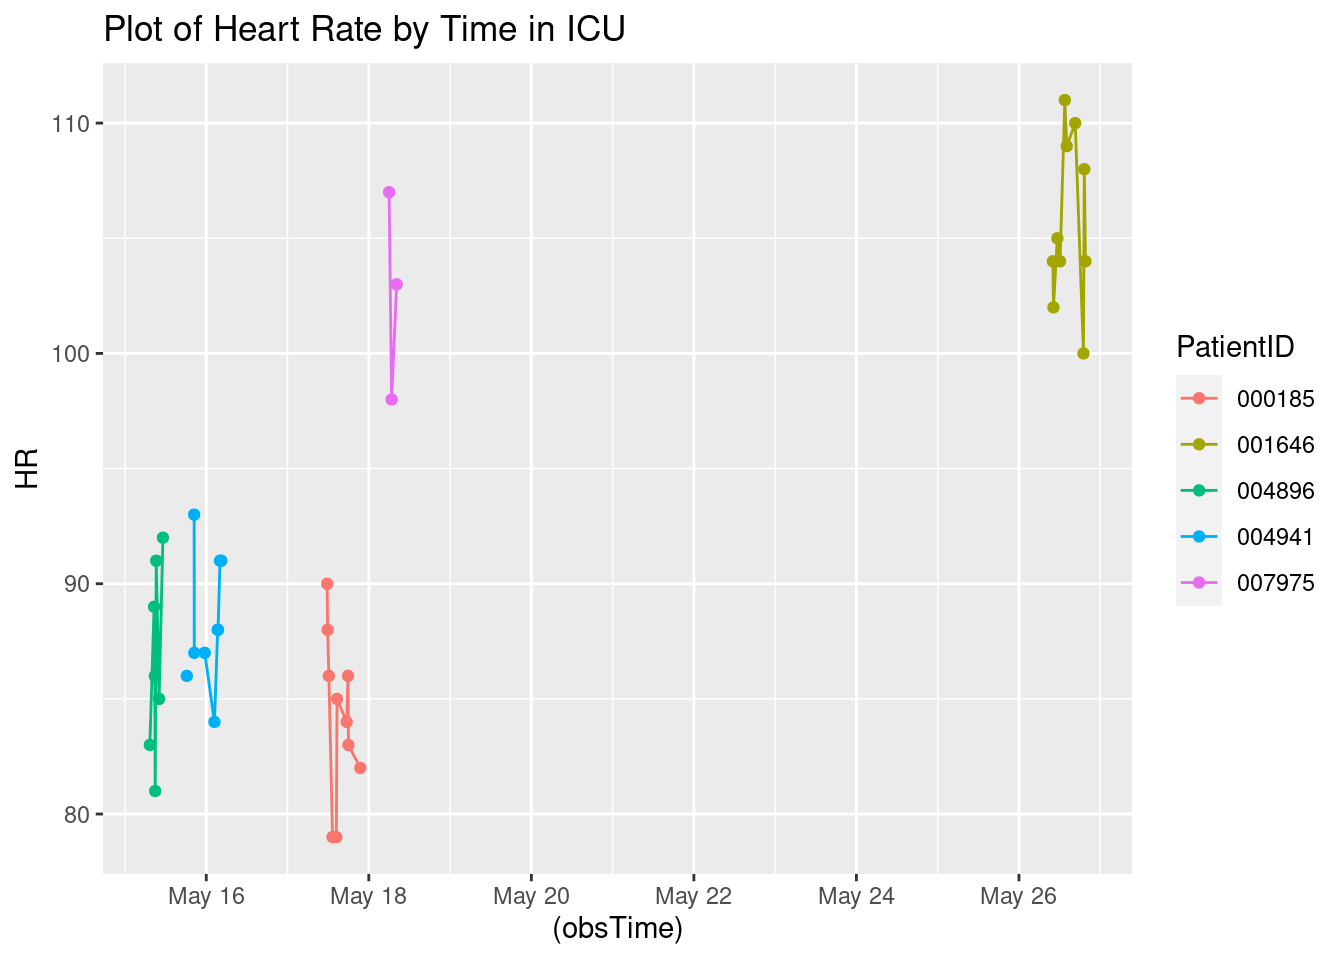 Plot of Heart Rate by Time in ICU
110
100
90
80
HR
May 16 May 18 May 20 May 22 May 24 May 26
(obsTime)
PatientID
000185
001646
004896
004941
007975